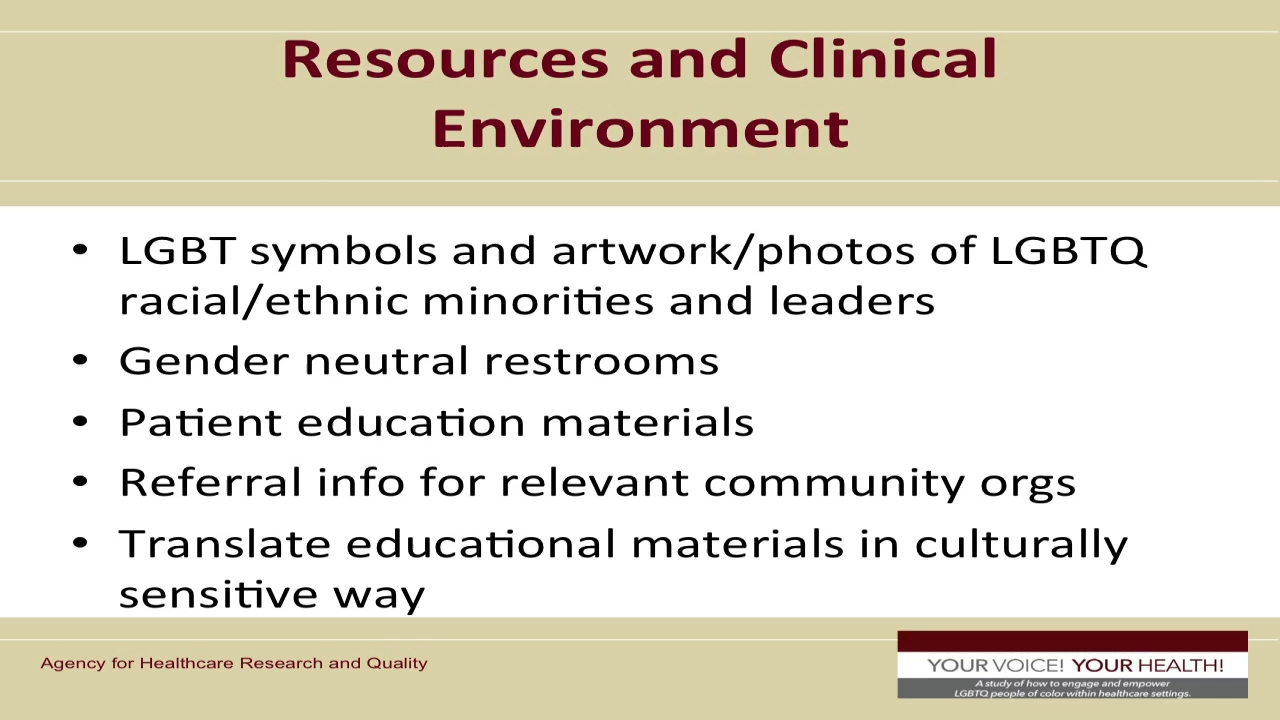 Resources and Clinical
Environment
• LGBT symbols and artwork/photos of LGBTQ
racial/ethnic minorities and leaders
• Gender neutral restrooms
• Patient education materials
• Referral info for relevant community orgs
• Translate educational materials in culturally
sensitive way
Agency for Healthcare Research and Quality
YOUR VOICE! YOUR HEALTH!
A study of how to engage and empower
LGBTQ people of color within healthcare settings.